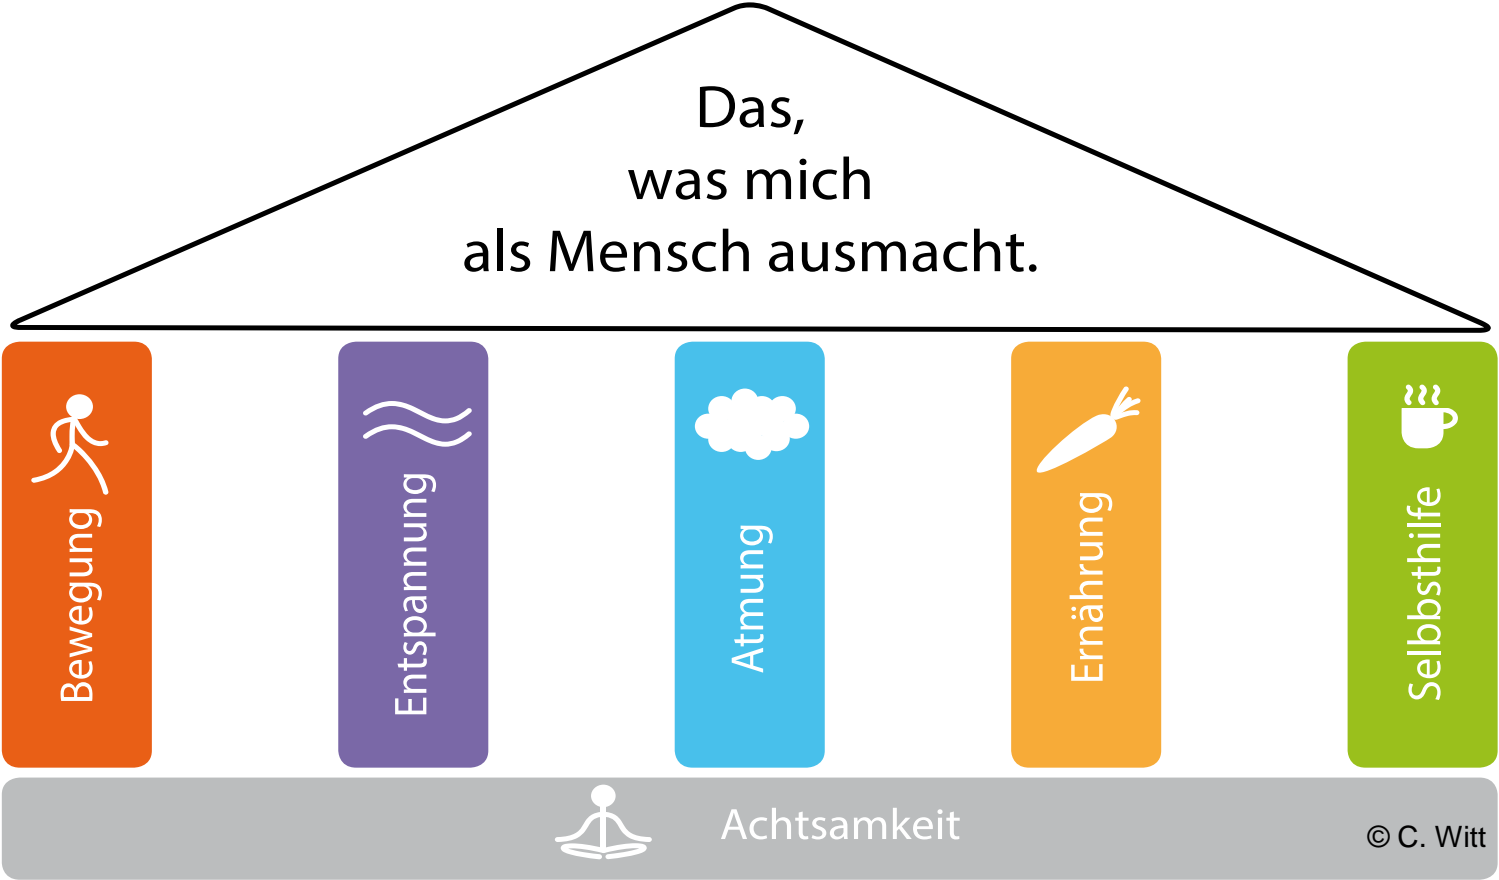 Das,
was mich
als Mensch ausmacht.
Bewegung
Entspannung
Atmung
Ernährung
Selbbsthilfe
Achtsamkeit
© C. Witt